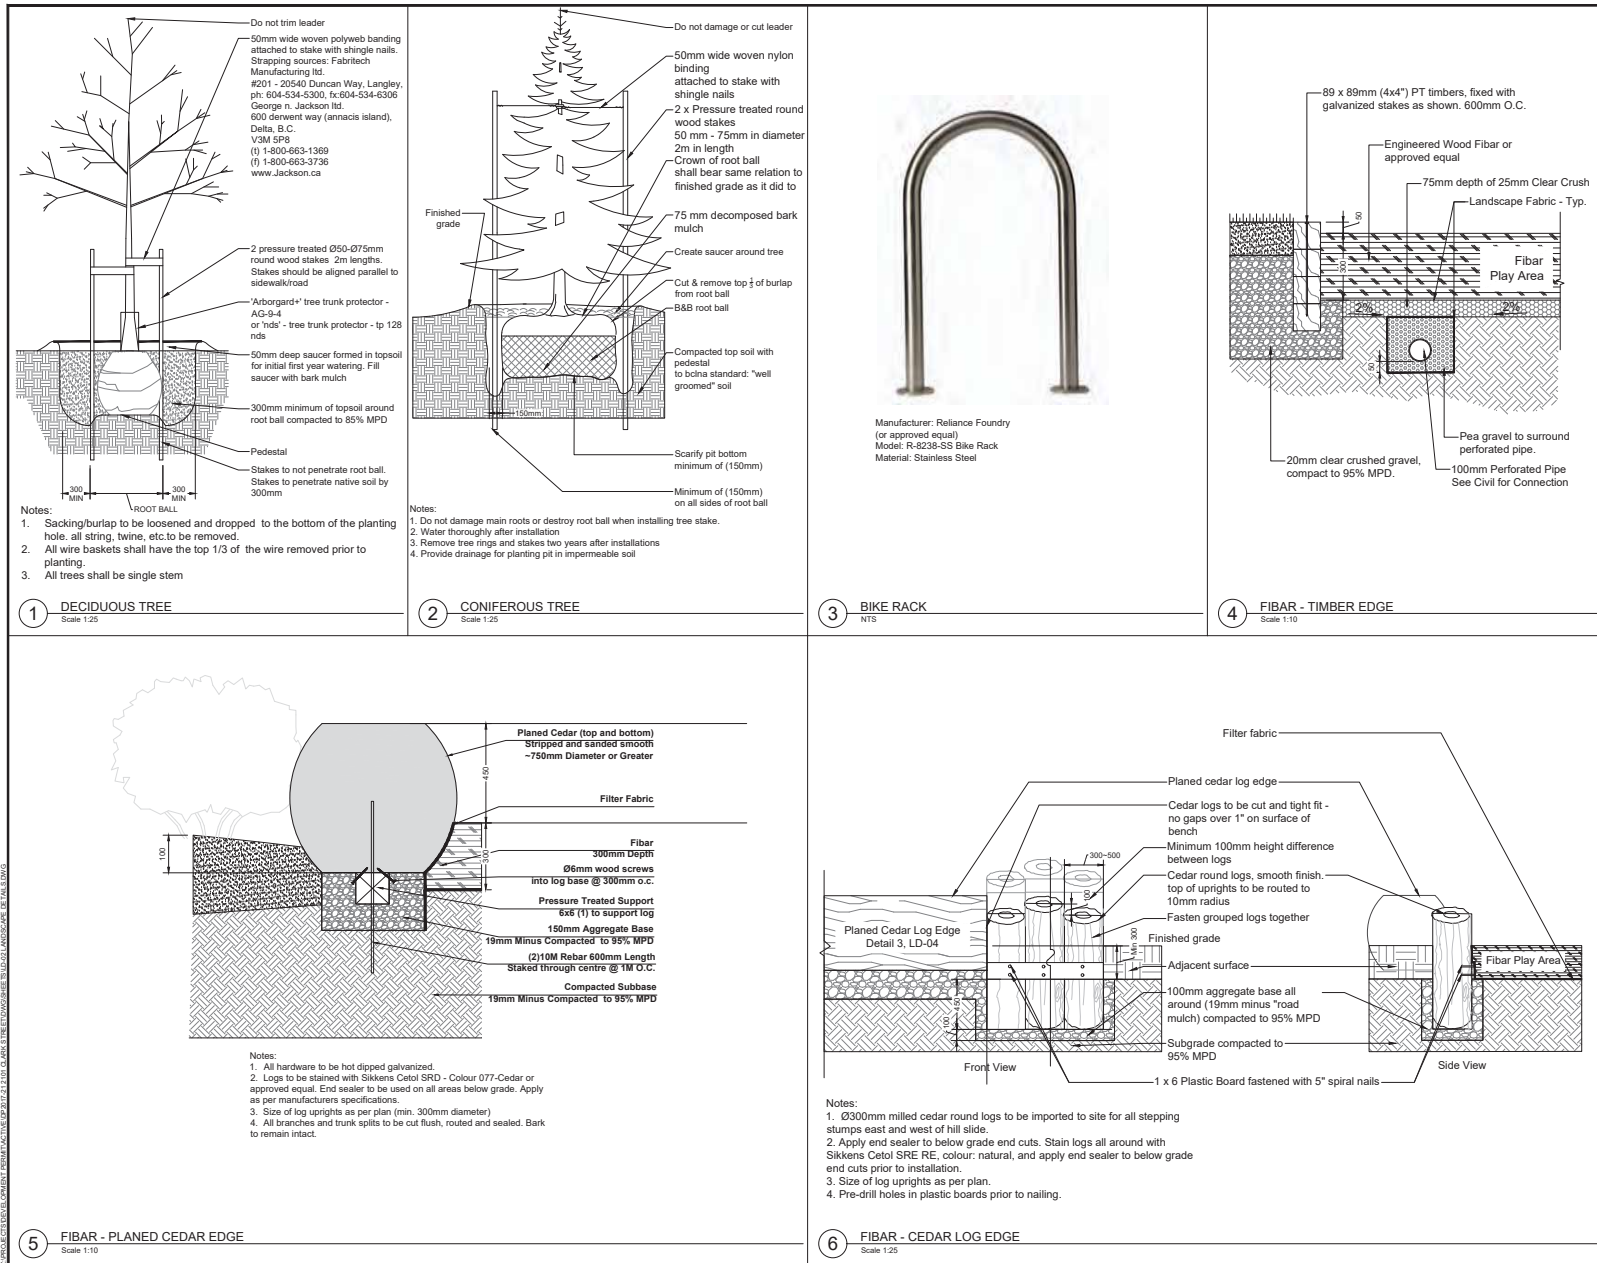 Do not trim leader
50mm wide woven polyweb banding
attached to stake with shingle nails.
Strapping sources: Fabritech
Manufacturing ltd.
#201 - 20540 Duncan Way, Langley,
ph: 604-534-5300, fx:604-534-6306
George n. Jackson ltd.
600 derwent way (annacis island),
Delta, B.C.
V3M 5P8
(t) 1-800-663-1369
(f) 1-800-663-3736
www.Jackson.ca
2 pressure treated Ø50-Ø75mm
round wood stakes 2m lengths.
Stakes should be aligned parallel to
sidewalk/road
'Arborgard+' tree trunk protector -
AG-9-4
or 'nds' - tree trunk protector - tp 128
nds
50mm deep saucer formed in topsoil
for initial first year watering. Fill
saucer with bark mulch
300mm minimum of topsoil around
root ball compacted to 85% MPD
Pedestal
Stakes to not penetrate root ball.
Stakes to penetrate native soil by
300mm
300
MIN
300
MIN
ROOT BALL
Notes:
1. Sacking/burlap to be loosened and dropped to the bottom of the planting
hole. all string, twine, etc.to be removed.
2. All wire baskets shall have the top 1/3 of the wire removed prior to
planting.
3. All trees shall be single stem
1 DECIDUOUS TREE
Scale 1:25
Do not damage or cut leader
50mm wide woven nylon
binding
attached to stake with
shingle nails
2 x Pressure treated round
wood stakes
50 mm - 75mm in diameter
2m in length
Crown of root ball
shall bear same relation to
finished grade as it did to
Finished
grade
75 mm decomposed bark
mulch
Create saucer around tree
Cut & remove top ⅓ of burlap
from root ball
B&B root ball
Compacted top soil with
pedestal
to bclna standard: "well
groomed" soil
150mm
Scarify pit bottom
minimum of (150mm)
Minimum of (150mm)
on all sides of root ball
Notes:
1. Do not damage main roots or destroy root ball when installing tree stake.
2. Water thoroughly after installation
3. Remove tree rings and stakes two years after installations
4. Provide drainage for planting pit in impermeable soil
2 CONIFEROUS TREE
Scale 1:25
Manufacturer: Reliance Foundry
(or approved equal)
Model: R-8238-SS Bike Rack
Material: Stainless Steel
3 BIKE RACK
NTS
89 x 89mm (4x4") PT timbers, fixed with
galvanized stakes as shown. 600mm O.C.
Engineered Wood Fibar or
approved equal
75mm depth of 25mm Clear Crush
Landscape Fabric - Typ.
50
300
Fibar
Play Area
2%
2%
50
Pea gravel to surround
perforated pipe.
20mm clear crushed gravel,
compact to 95% MPD.
100mm Perforated Pipe
See Civil for Connection
4 FIBAR - TIMBER EDGE
Scale 1:10
Planed Cedar (top and bottom)
Stripped and sanded smooth
~750mm Diameter or Greater
450
Filter Fabric
100
300
Fibar
300mm Depth
Ø6mm wood screws
into log base @ 300mm o.c.
Pressure Treated Support
6x6 (1) to support log
150mm Aggregate Base
19mm Minus Compacted to 95% MPD
(2)10M Rebar 600mm Length
Staked through centre @ 1M O.C.
Compacted Subbase
19mm Minus Compacted to 95% MPD
Notes:
1. All hardware to be hot dipped galvanized.
2. Logs to be stained with Sikkens Cetol SRD - Colour 077-Cedar or
approved equal. End sealer to be used on all areas below grade. Apply
as per manufacturers specifications.
3. Size of log uprights as per plan (min. 300mm diameter)
4. All branches and trunk splits to be cut flush, routed and sealed. Bark
to remain intact.
5 FIBAR - PLANED CEDAR EDGE
Scale 1:10
Filter fabric
Planed cedar log edge
Cedar logs to be cut and tight fit -
no gaps over 1" on surface of
bench
Minimum 100mm height difference
between logs
Cedar round logs, smooth finish.
top of uprights to be routed to
10mm radius
Fasten grouped logs together
300~500
100
Min 300
Finished grade
Planed Cedar Log Edge
Detail 3, LD-04
Adjacent surface
Fibar Play Area
100mm aggregate base all
around (19mm minus "road
mulch) compacted to 95% MPD
450
100
Subgrade compacted to
95% MPD
Front View
Side View
1 x 6 Plastic Board fastened with 5" spiral nails
Notes:
1. Ø300mm milled cedar round logs to be imported to site for all stepping
stumps east and west of hill slide.
2. Apply end sealer to below grade end cuts. Stain logs all around with
Sikkens Cetol SRE RE, colour: natural, and apply end sealer to below grade
end cuts prior to installation.
3. Size of log uprights as per plan.
4. Pre-drill holes in plastic boards prior to nailing.
6 FIBAR - CEDAR LOG EDGE
Scale 1:25